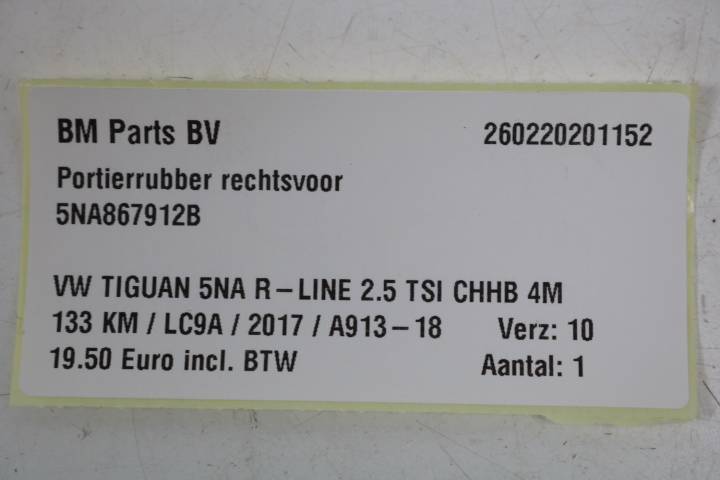 BM Parts BV 260220201152
Portierrubber rechtsvoor
5NA867912B
VW TIGUAN 5NA R-LINE 2.5 TSI CHHB 4M
133 KM / LC9A / 2017 / A913-18 Verz: 10
19.50 Euro incl. BTW Aantal: 1